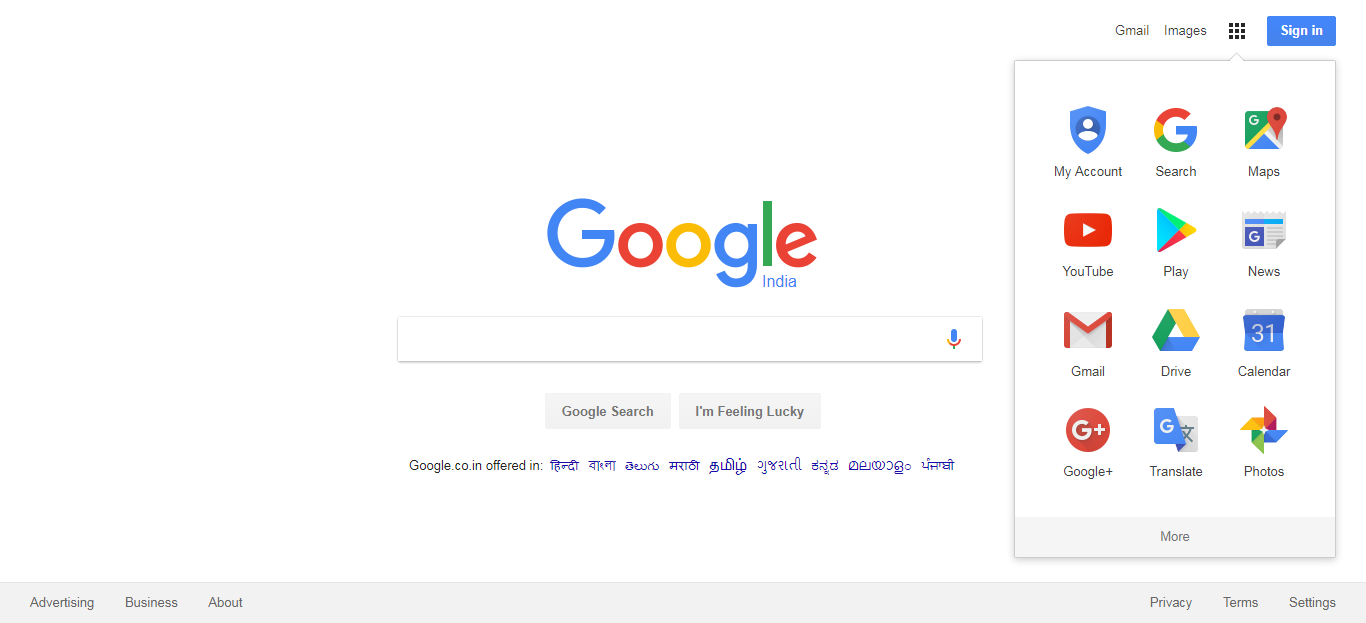 Gmail Images Sign in
My Account Search Maps
YouTube Play News
Google
India
Gmail Drive Calendar
31
Google Search I'm Feeling Lucky
Google+ Translate Photos
G+
Google.co.in offered in: हिन्दी বাংলা తెలుగు मराठी தமிழ் ગુજરાતી ಕನ್ನಡ മലയാളം ਪੰਜਾਬੀ
More
Advertising Business About Privacy Terms Settings